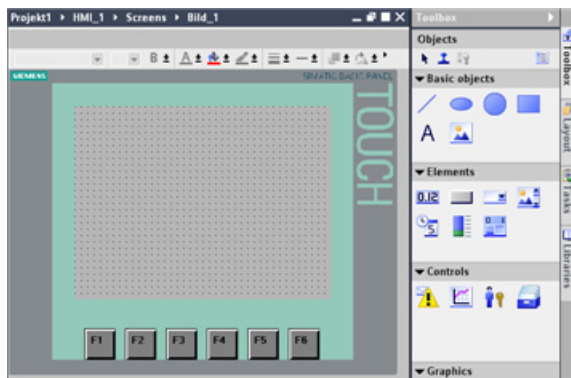 Projekt1 ▸ HMI_1 ▸ Screens ▸ Bild_1
Toolbox
Objects
B
A
SIEMENS
SIMATIC BASIC PANEL
TOUCH
Basic objects
A
Elements
0.12
5
Controls
Graphics
F1
F2
F3
F4
F5
F6
Toolbox
Layout
Tasks
Libraries